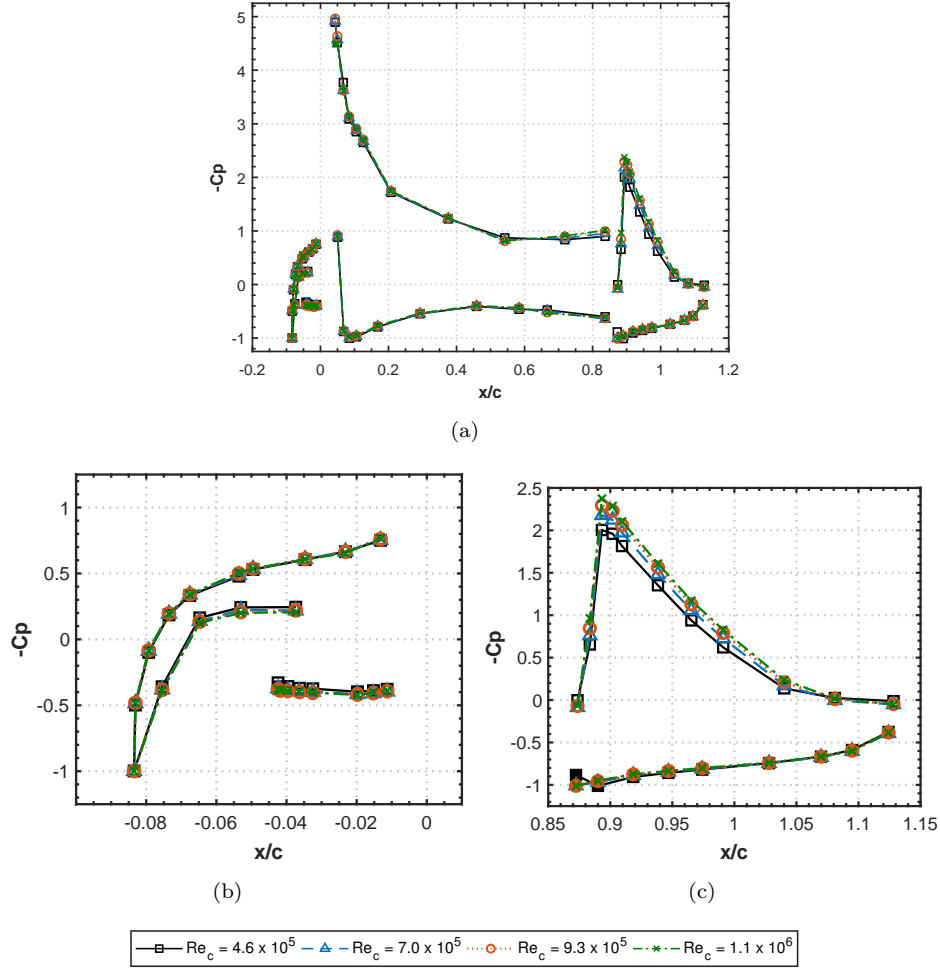 5
4
3
2
1
0
-1
-Cp
-0.2 0 0.2 0.4 0.6 0.8 1 1.2
x/c
(a)
1
0.5
0
-0.5
-1
-Cp
-0.08 -0.06 -0.04 -0.02 0
x/c
(b)
2.5
2
1.5
1
0.5
0
-0.5
-1
-Cp
0.85 0.9 0.95 1 1.05 1.1 1.15
x/c
(c)
Re_c = 4.6 x 10^5 Re_c = 7.0 x 10^5 Re_c = 9.3 x 10^5 Re_c = 1.1 x 10^6